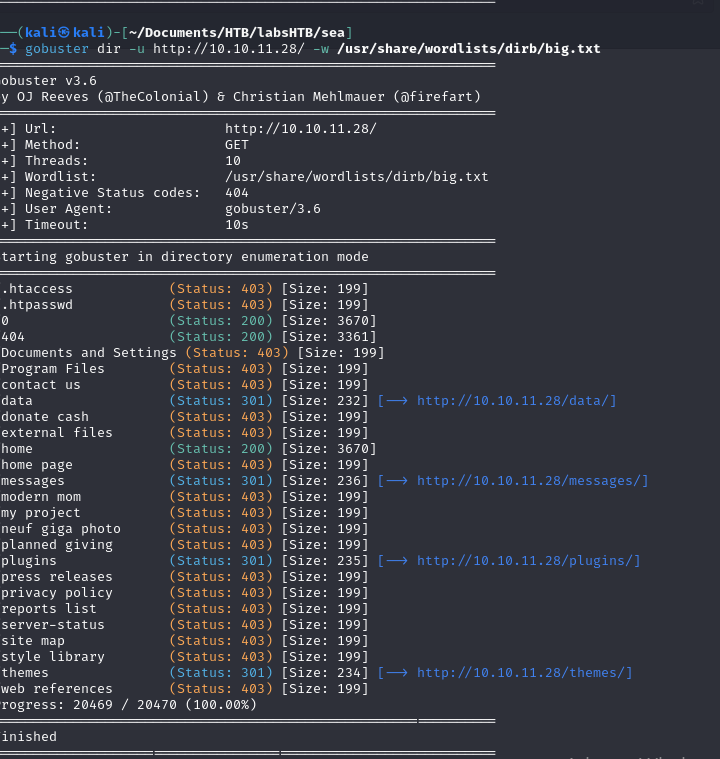 ──(kali㉿kali)-[~/Documents/HTB/labsHTB/sea]
─$ gobuster dir -u http://10.10.11.28/ -w /usr/share/wordlists/dirb/big.txt
===============================================================
obuster v3.6
y OJ Reeves (@TheColonial) & Christian Mehlmauer (@firefart)
===============================================================
+] Url:                     http://10.10.11.28/
+] Method:                  GET
+] Threads:                 10
+] Wordlist:                /usr/share/wordlists/dirb/big.txt
+] Negative Status codes:   404
+] User Agent:              gobuster/3.6
+] Timeout:                 10s
===============================================================
tarting gobuster in directory enumeration mode
===============================================================
.htaccess            (Status: 403) [Size: 199]
.htpasswd            (Status: 403) [Size: 199]
0                    (Status: 200) [Size: 3670]
404                  (Status: 200) [Size: 3361]
Documents and Settings (Status: 403) [Size: 199]
Program Files        (Status: 403) [Size: 199]
contact us           (Status: 403) [Size: 199]
data                 (Status: 301) [Size: 232] [--> http://10.10.11.28/data/]
donate cash          (Status: 403) [Size: 199]
external files       (Status: 403) [Size: 199]
home                 (Status: 200) [Size: 3670]
home page            (Status: 403) [Size: 199]
messages             (Status: 301) [Size: 236] [--> http://10.10.11.28/messages/]
modern mom           (Status: 403) [Size: 199]
my project           (Status: 403) [Size: 199]
neuf giga photo      (Status: 403) [Size: 199]
planned giving       (Status: 403) [Size: 199]
plugins              (Status: 301) [Size: 235] [--> http://10.10.11.28/plugins/]
press releases       (Status: 403) [Size: 199]
privacy policy       (Status: 403) [Size: 199]
reports list         (Status: 403) [Size: 199]
server-status        (Status: 403) [Size: 199]
site map             (Status: 403) [Size: 199]
style library        (Status: 403) [Size: 199]
themes               (Status: 301) [Size: 234] [--> http://10.10.11.28/themes/]
web references       (Status: 403) [Size: 199]
rogress: 20469 / 20470 (100.00%)
===============================================================
inished
===============================================================